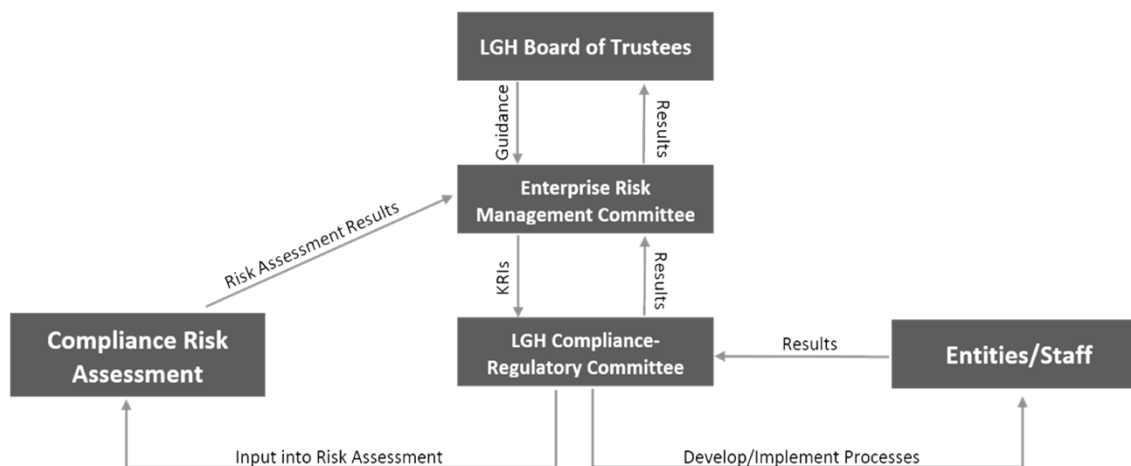 LGH Board of Trustees
Guidance
Results
Enterprise Risk
Management Committee
Risk Assessment Results
KRIs
Results
Compliance Risk
Assessment
LGH Compliance-
Regulatory Committee
Results
Entities/Staff
Input into Risk Assessment
Develop/Implement Processes